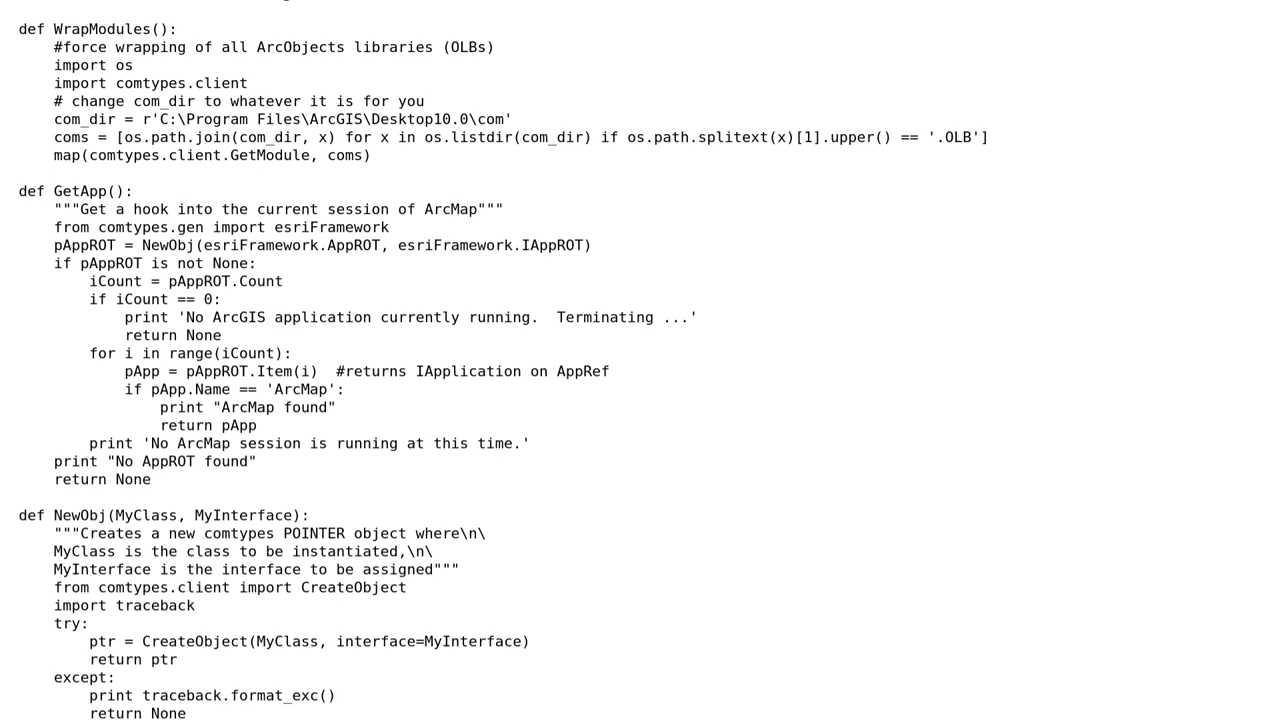 def WrapModules():
    #force wrapping of all ArcObjects libraries (OLBs)
    import os
    import comtypes.client
    # change com_dir to whatever it is for you
    com_dir = r'C:\Program Files\ArcGIS\Desktop10.0\com'
    coms = [os.path.join(com_dir, x) for x in os.listdir(com_dir) if os.path.splitext(x)[1].upper() == '.OLB']
    map(comtypes.client.GetModule, coms)

def GetApp():
    """Get a hook into the current session of ArcMap"""
    from comtypes.gen import esriFramework
    pAppROT = NewObj(esriFramework.AppROT, esriFramework.IAppROT)
    if pAppROT is not None:
        iCount = pAppROT.Count
        if iCount == 0:
            print 'No ArcGIS application currently running.  Terminating ...'
            return None
        for i in range(iCount):
            pApp = pAppROT.Item(i)  #returns IApplication on AppRef
            if pApp.Name == 'ArcMap':
                print "ArcMap found"
                return pApp
        print 'No ArcMap session is running at this time.'
    print "No AppROT found"
    return None

def NewObj(MyClass, MyInterface):
    """Creates a new comtypes POINTER object where\n\
    MyClass is the class to be instantiated,\n\
    MyInterface is the interface to be assigned"""
    from comtypes.client import CreateObject
    import traceback
    try:
        ptr = CreateObject(MyClass, interface=MyInterface)
        return ptr
    except:
        print traceback.format_exc()
        return None